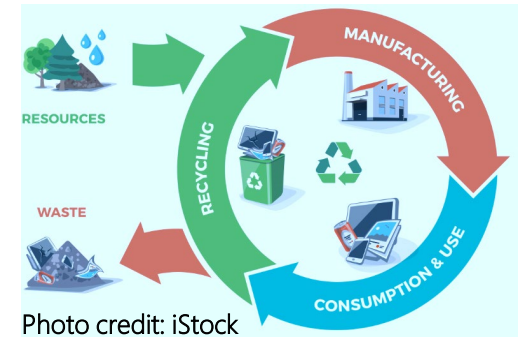 MANUFACTURING
RESOURCES
RECYCLING
WASTE
CONSUMPTION & USE
Photo credit: iStock